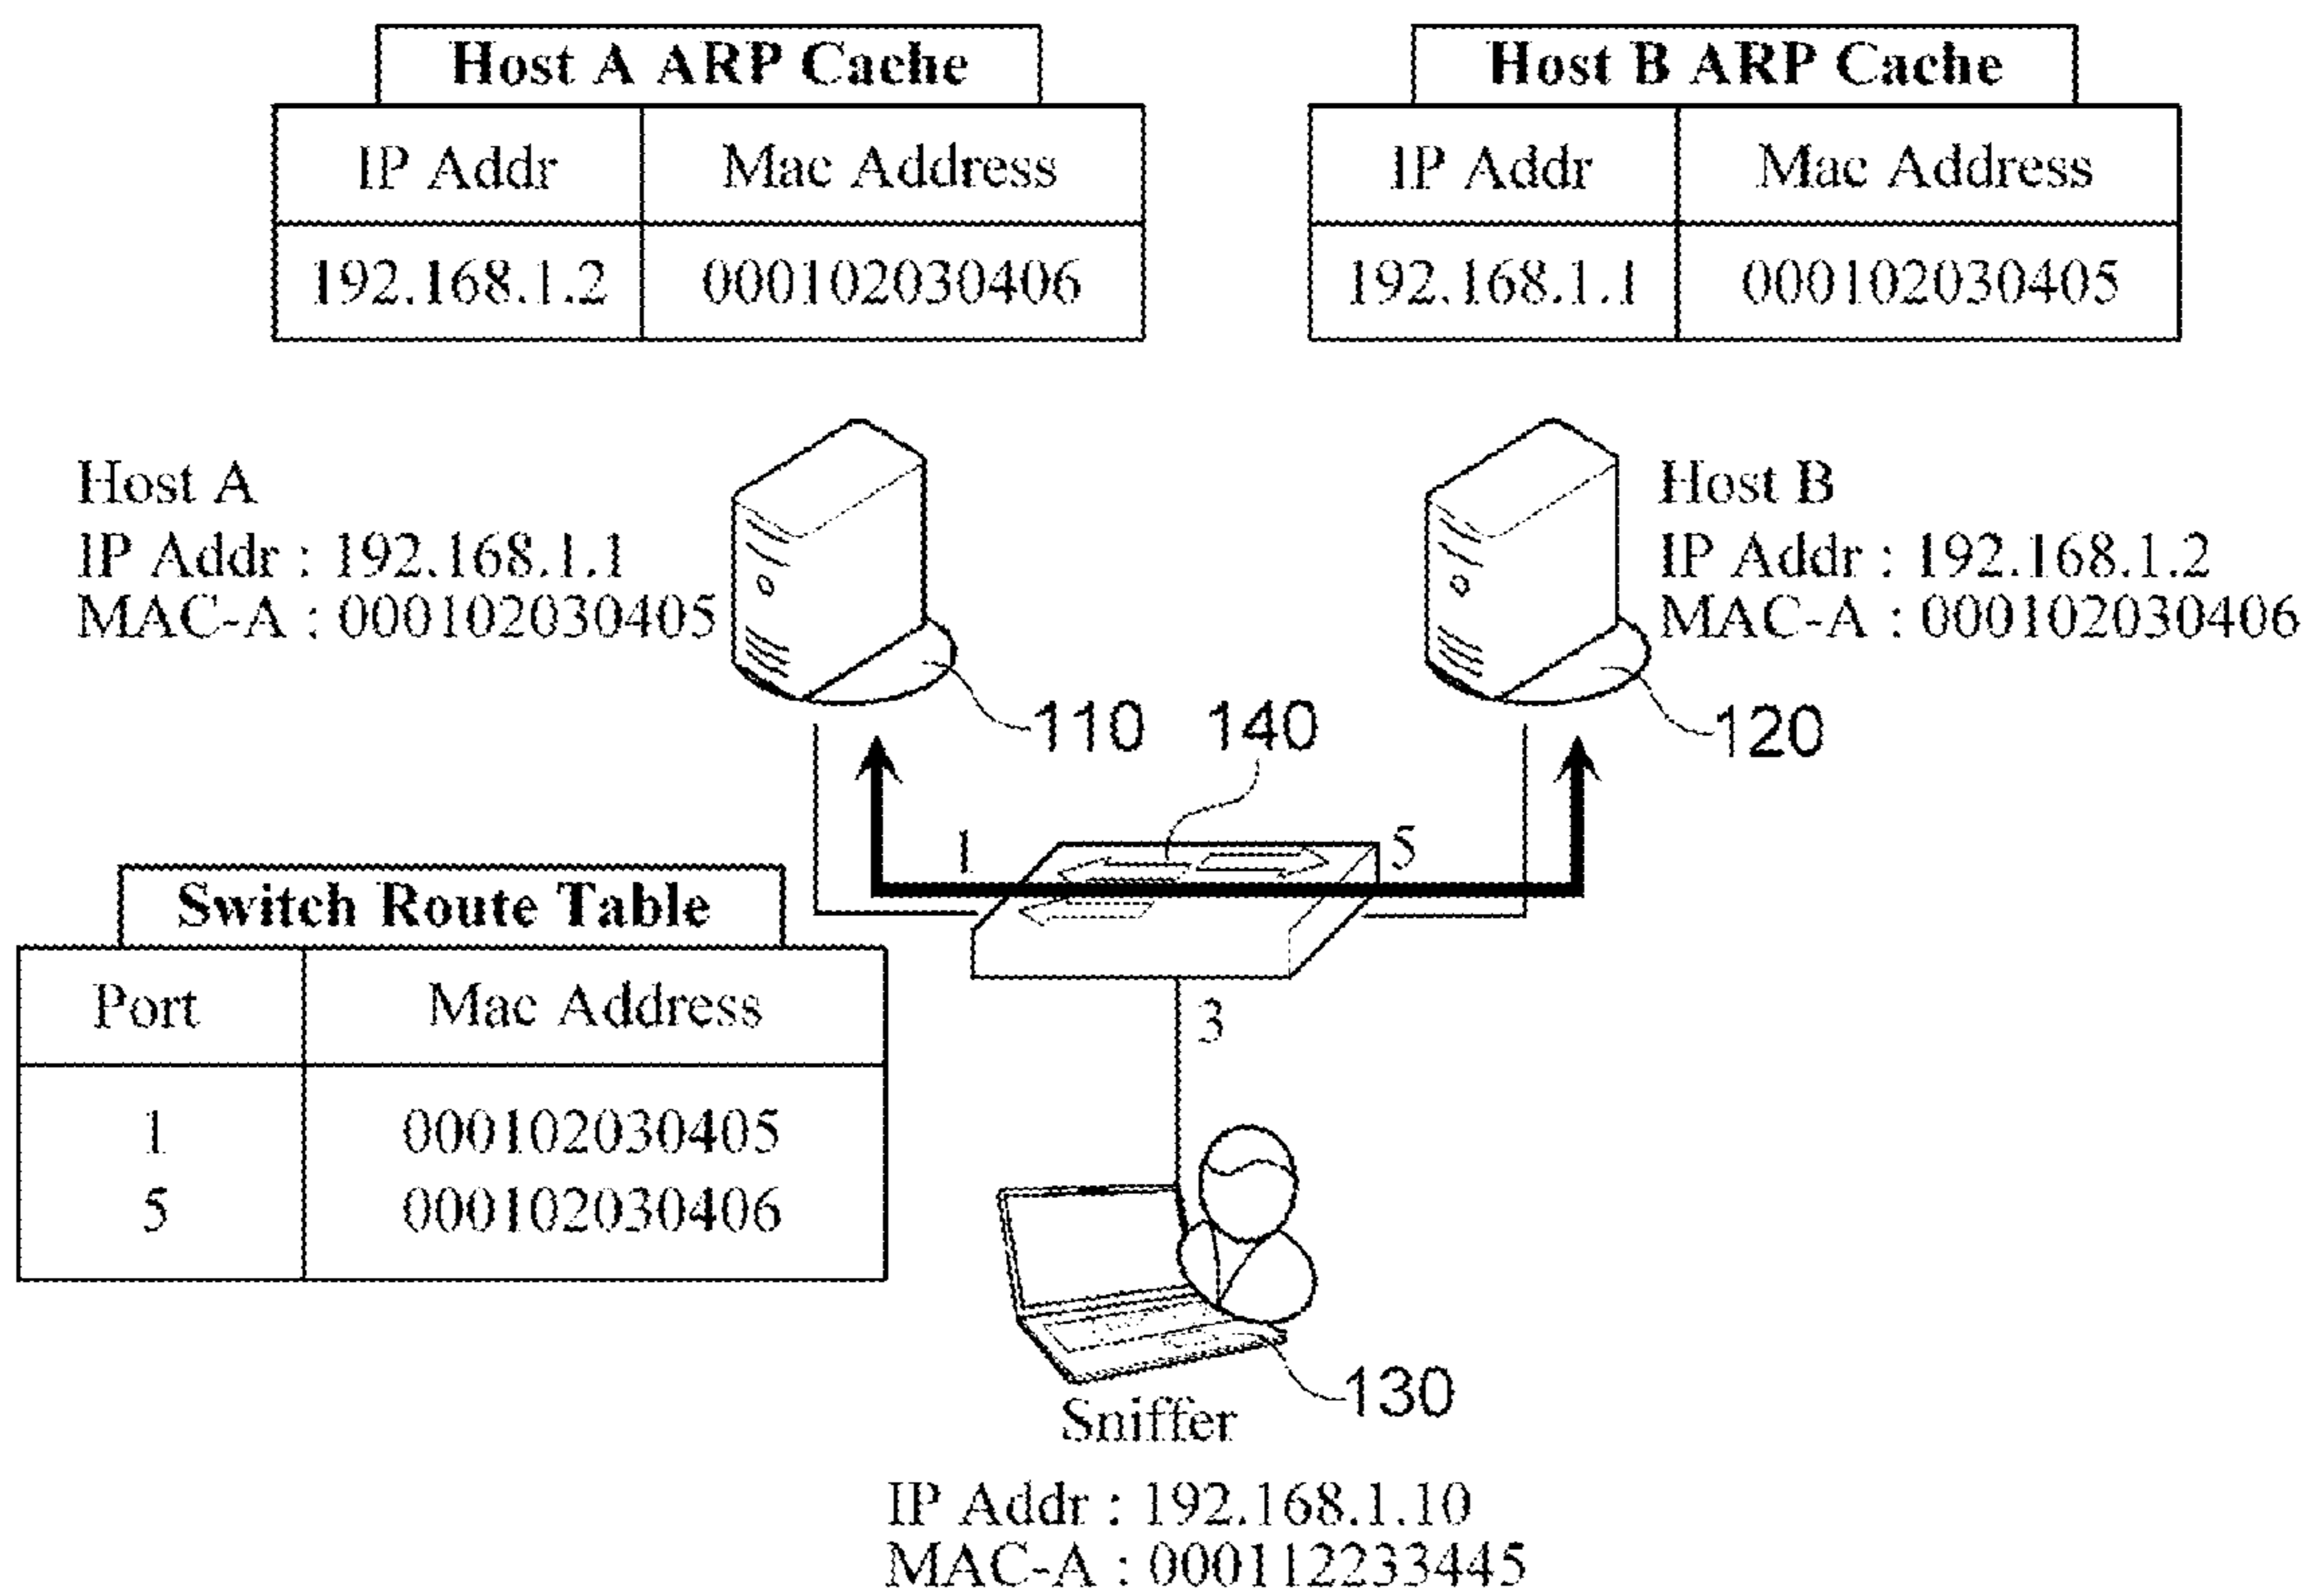 Host A ARP Cache
IP Addr Mac Address
192.168.1.2 000102030406
Host B ARP Cache
IP Addr Mac Address
192.168.1.1 000102030405
Host A
IP Addr : 192.168.1.1
MAC-A : 000102030405
110
140
Host B
IP Addr : 192.168.1.2
MAC-A : 000102030406
120
1
5
3
Switch Route Table
Port Mac Address
1 000102030405
5 000102030406
130
Sniffer
IP Addr : 192.168.1.10
MAC-A : 000112233445